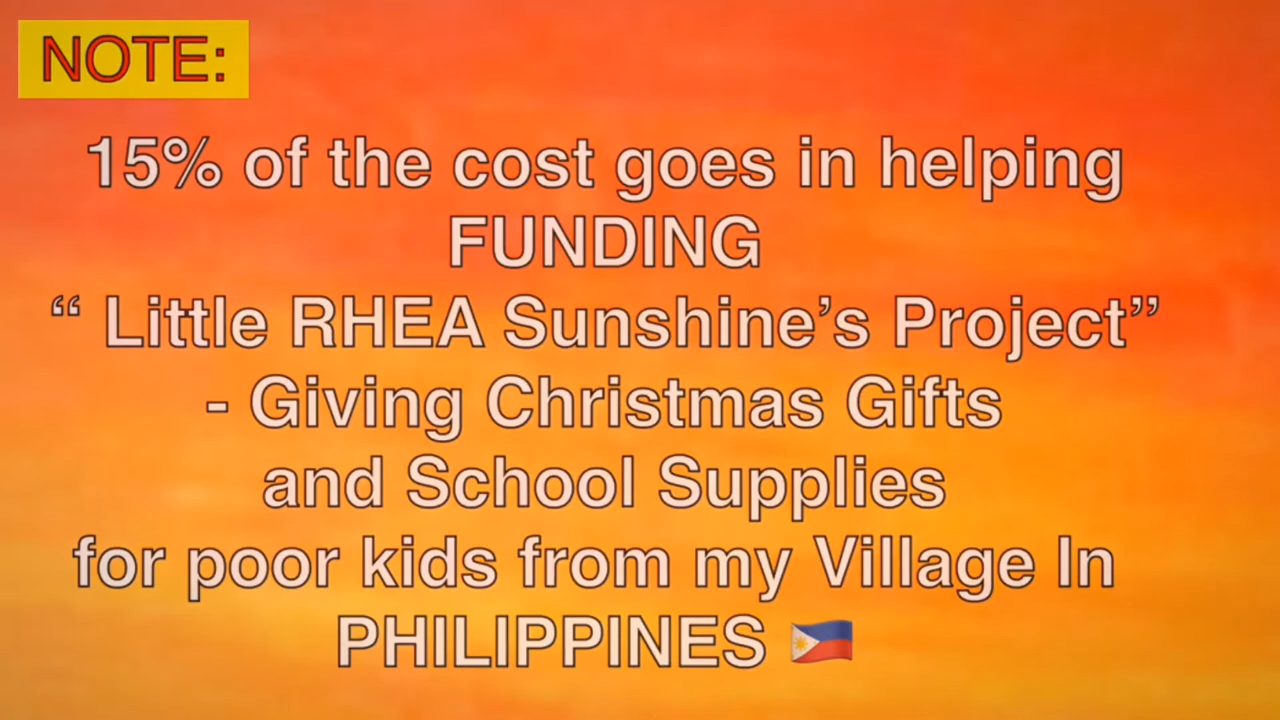 NOTE:
15% of the cost goes in helping
FUNDING
“ Little RHEA Sunshine’s Project”
- Giving Christmas Gifts
and School Supplies
for poor kids from my Village In
PHILIPPINES 🇵🇭